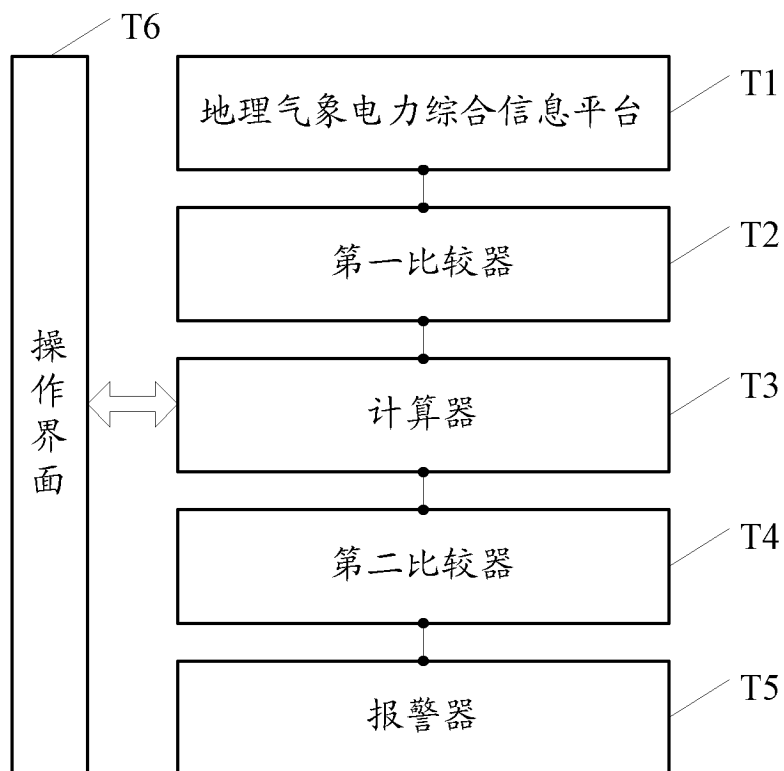 T6
地理气象电力综合信息平台
T1
第一比较器
T2
操作界面
计算器
T3
第二比较器
T4
报警器
T5